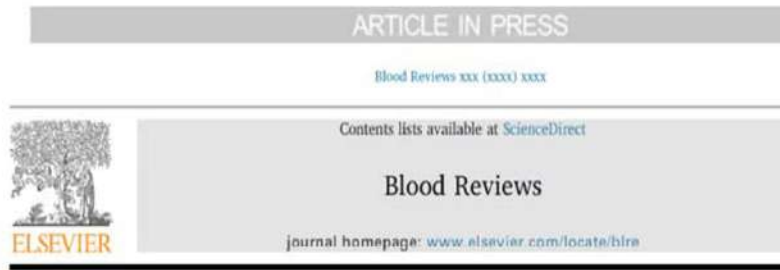 ARTICLE IN PRESS
Blood Reviews xxx (xxxx) xxxx
Contents lists available at ScienceDirect
Blood Reviews
ELSEVIER
journal homepage: www.elsevier.com/locate/blre